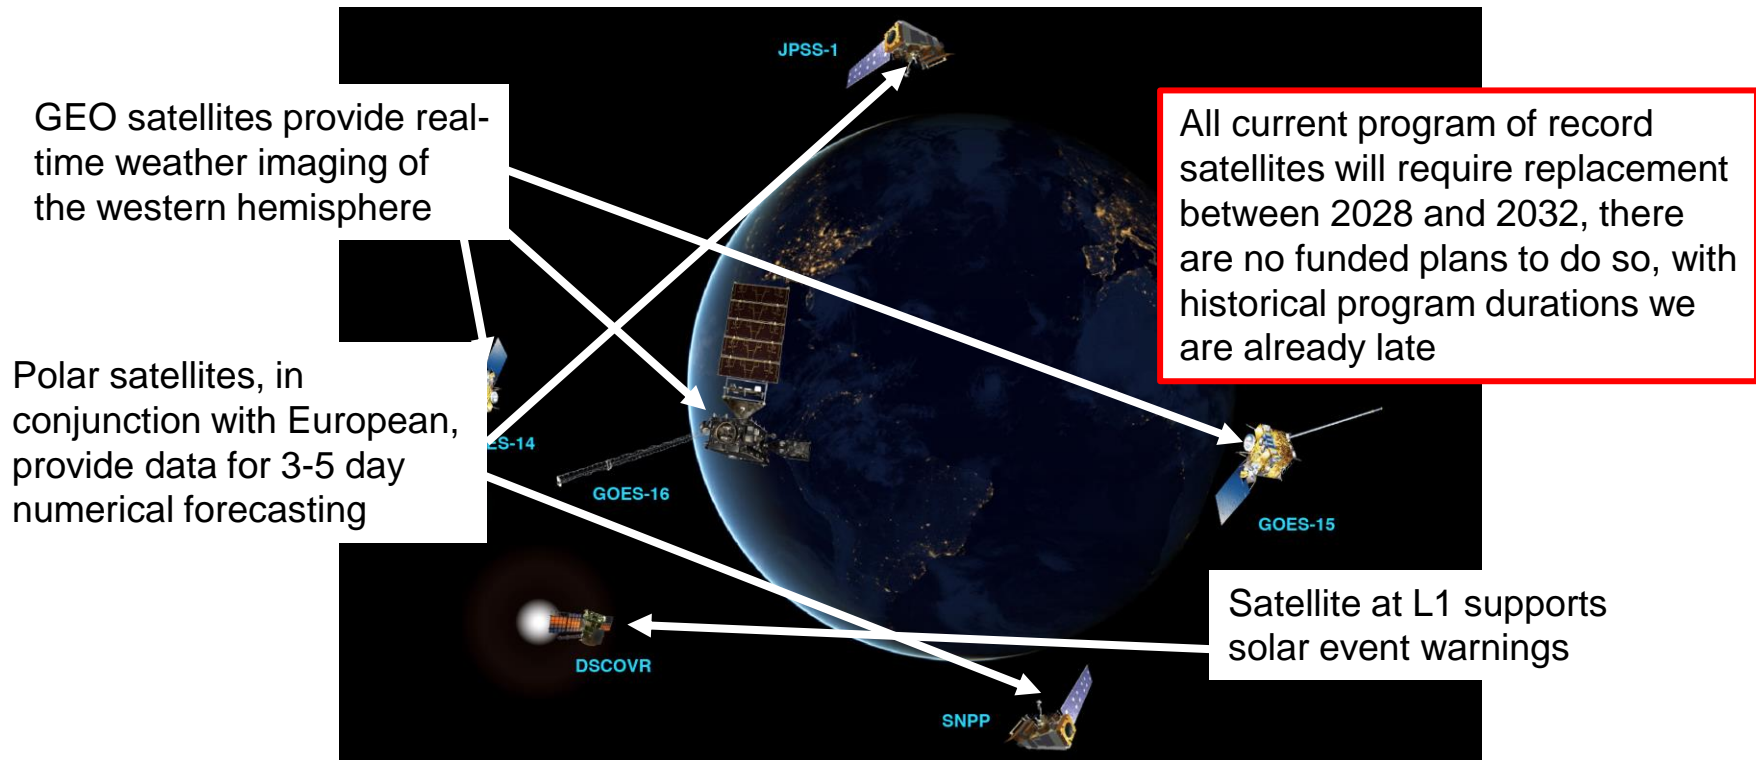 JPSS-1
GEO satellites provide real-
time weather imaging of
the western hemisphere
All current program of record
satellites will require replacement
between 2028 and 2032, there
are no funded plans to do so, with
historical program durations we
are already late
Polar satellites, in
conjunction with European,
provide data for 3-5 day
numerical forecasting
ES-14
GOES-16
GOES-15
Satellite at L1 supports
solar event warnings
DSCOVR
SNPP